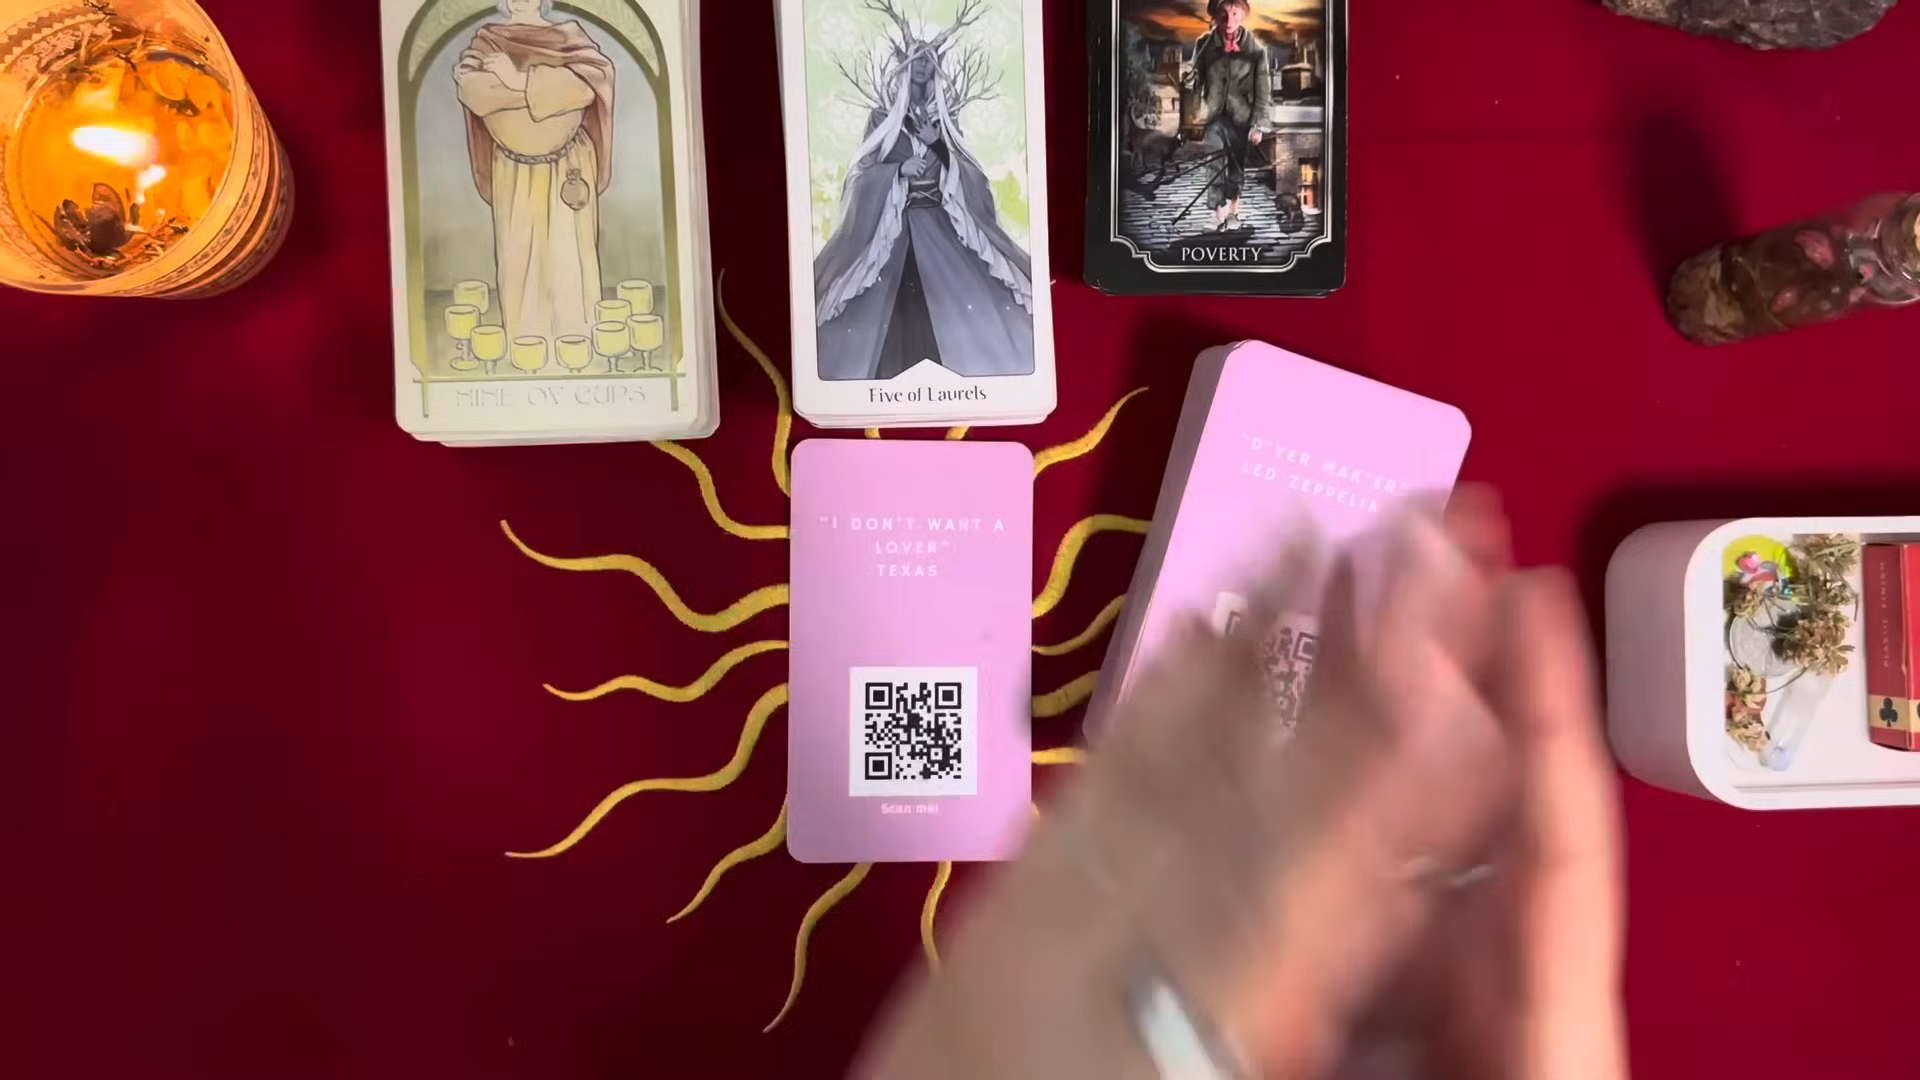 NINE OF CUPS
Five of Laurels
POVERTY
"I DON'T WANT A
LOVER"
TEXAS
Scan me!
"D'YER MAK'ER"
LED ZEPPELIN